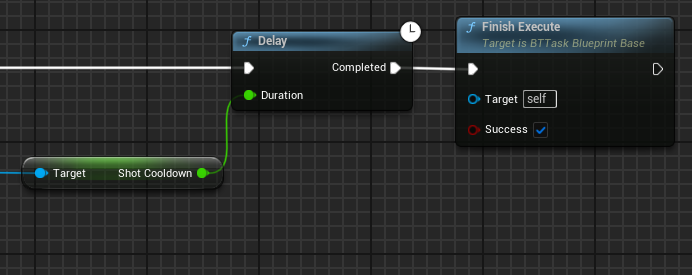 f Delay
Completed
Duration
Target Shot Cooldown
f Finish Execute
Target is BTTask Blueprint Base
Target self
Success